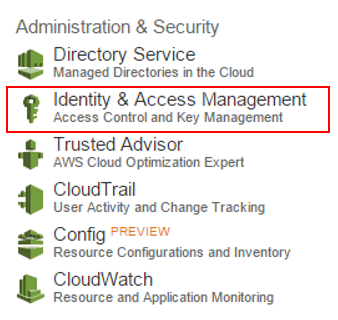 Administration & Security
Directory Service
Managed Directories in the Cloud
Identity & Access Management
Access Control and Key Management
Trusted Advisor
AWS Cloud Optimization Expert
CloudTrail
User Activity and Change Tracking
Config PREVIEW
Resource Configurations and Inventory
CloudWatch
Resource and Application Monitoring